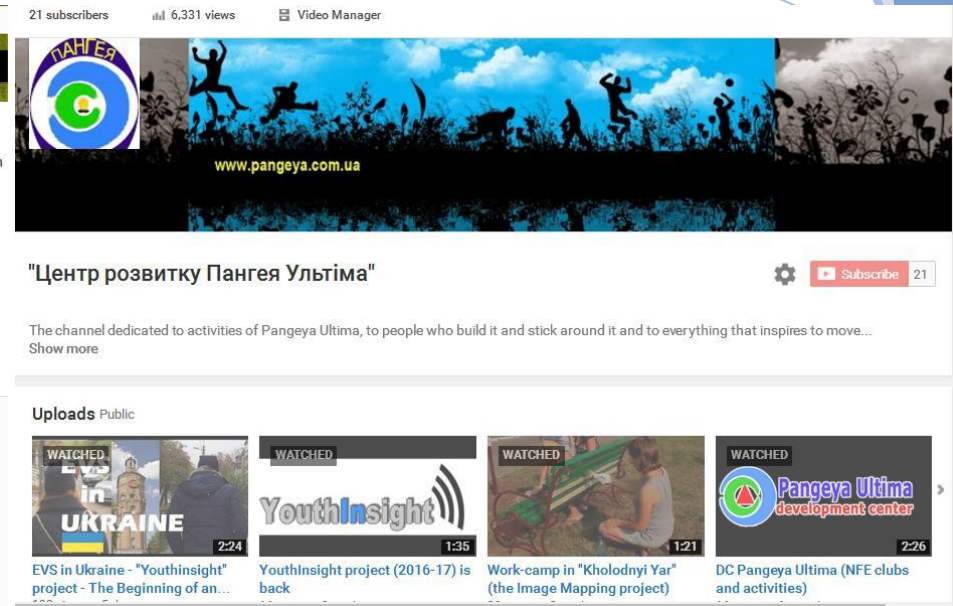 21 subscribers 6,331 views Video Manager
ПАНГЕЯ
www.pangeya.com.ua
"Центр розвитку Пангея Ультіма"
Subscribe 21
The channel dedicated to activities of Pangeya Ultima, to people who build it and stick around it and to everything that inspires to move...
Show more
Uploads Public
WATCHED WATCHED WATCHED WATCHED
EVS
in
UKRAINE
YouthInsight
Pangeya Ultima
development center
2:24 1:35 1:21 2:26
EVS in Ukraine - "Youthinsight"
project - The Beginning of an...
YouthInsight project (2016-17) is
back
Work-camp in "Kholodnyi Yar"
(the Image Mapping project)
DC Pangeya Ultima (NFE clubs
and activities)